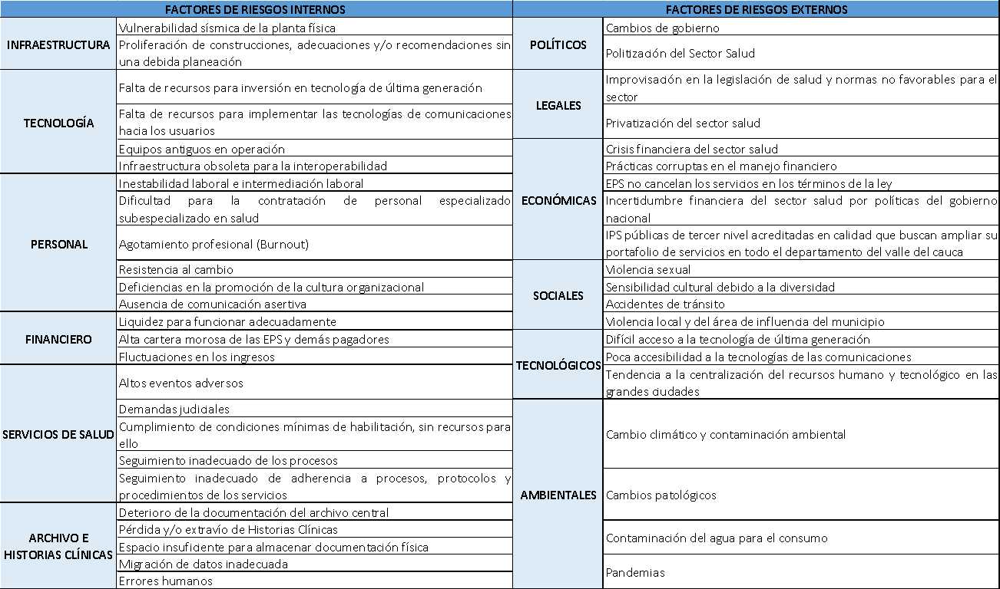 FACTORES DE RIESGOS INTERNOS
INFRAESTRUCTURA
Vulnerabilidad sísmica de la planta física
Proliferación de construcciones, adecuaciones y/o recomendaciones sin
una debida planeación
TECNOLOGÍA
Falta de recursos para inversión en tecnología de última generación
Falta de recursos para implementar las tecnologías de comunicaciones
hacia los usuarios
Equipos antiguos en operación
Infraestructura obsoleta para la interoperabilidad
PERSONAL
Inestabilidad laboral e intermediación laboral
Dificultad para la contratación de personal especializado
subespecializado en salud
Agotamiento profesional (Burnout)
Resistencia al cambio
Deficiencias en la promoción de la cultura organizacional
Ausencia de comunicación asertiva
FINANCIERO
Liquidez para funcionar adecuadamente
Alta cartera morosa de las EPS y demás pagadores
Fluctuaciones en los ingresos
SERVICIOS DE SALUD
Altos eventos adversos
Demandas judiciales
Cumplimiento de condiciones mínimas de habilitación, sin recursos para
ello
Seguimiento inadecuado de los procesos
Seguimiento inadecuado de adherencia a procesos, protocolos y
procedimientos de los servicios
ARCHIVO E
HISTORIAS CLÍNICAS
Deterioro de la documentación del archivo central
Pérdida y/o extravío de Historias Clínicas
Espacio insuficiente para almacenar documentación física
Migración de datos inadecuada
Errores humanos
FACTORES DE RIESGOS EXTERNOS
POLÍTICOS
Cambios de gobierno
Politización del Sector Salud
LEGALES
Improvisación en la legislación de salud y normas no favorables para el
sector
Privatización del sector salud
ECONÓMICAS
Crisis financiera del sector salud
Prácticas corruptas en el manejo financiero
EPS no cancelan los servicios en los términos de la ley
Incertidumbre financiera del sector salud por políticas del gobierno
nacional
IPS públicas de tercer nivel acreditadas en calidad que buscan ampliar su
portafolio de servicios en todo el departamento del valle del cauca
SOCIALES
Violencia sexual
Sensibilidad cultural debido a la diversidad
Accidentes de tránsito
Violencia local y del área de influencia del municipio
TECNOLÓGICOS
Difícil acceso a la tecnología de última generación
Poca accesibilidad a la tecnologías de las comunicaciones
Tendencia a la centralización del recursos humano y tecnológico en las
grandes ciudades
AMBIENTALES
Cambio climático y contaminación ambiental
Cambios patológicos
Contaminación del agua para el consumo
Pandemias